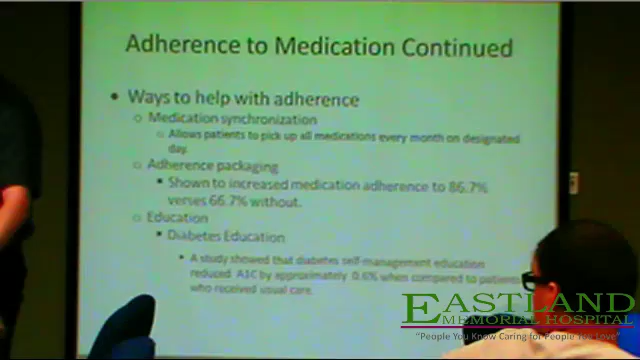 Adherence to Medication Continued
• Ways to help with adherence
o Medication synchronization
o Allows patients to pick up all medications every month on designated
day.
o Adherence packaging
▪ Shown to increased medication adherence to 86.7%
verses 66.7% without.
o Education
▪ Diabetes Education
▪ A study showed that diabetes self-management education
reduced A1C by approximately 0.6% when compared to patients
who received usual care.
EASTLAND
MEMORIAL HOSPITAL
"People You Know Caring for People You Love"